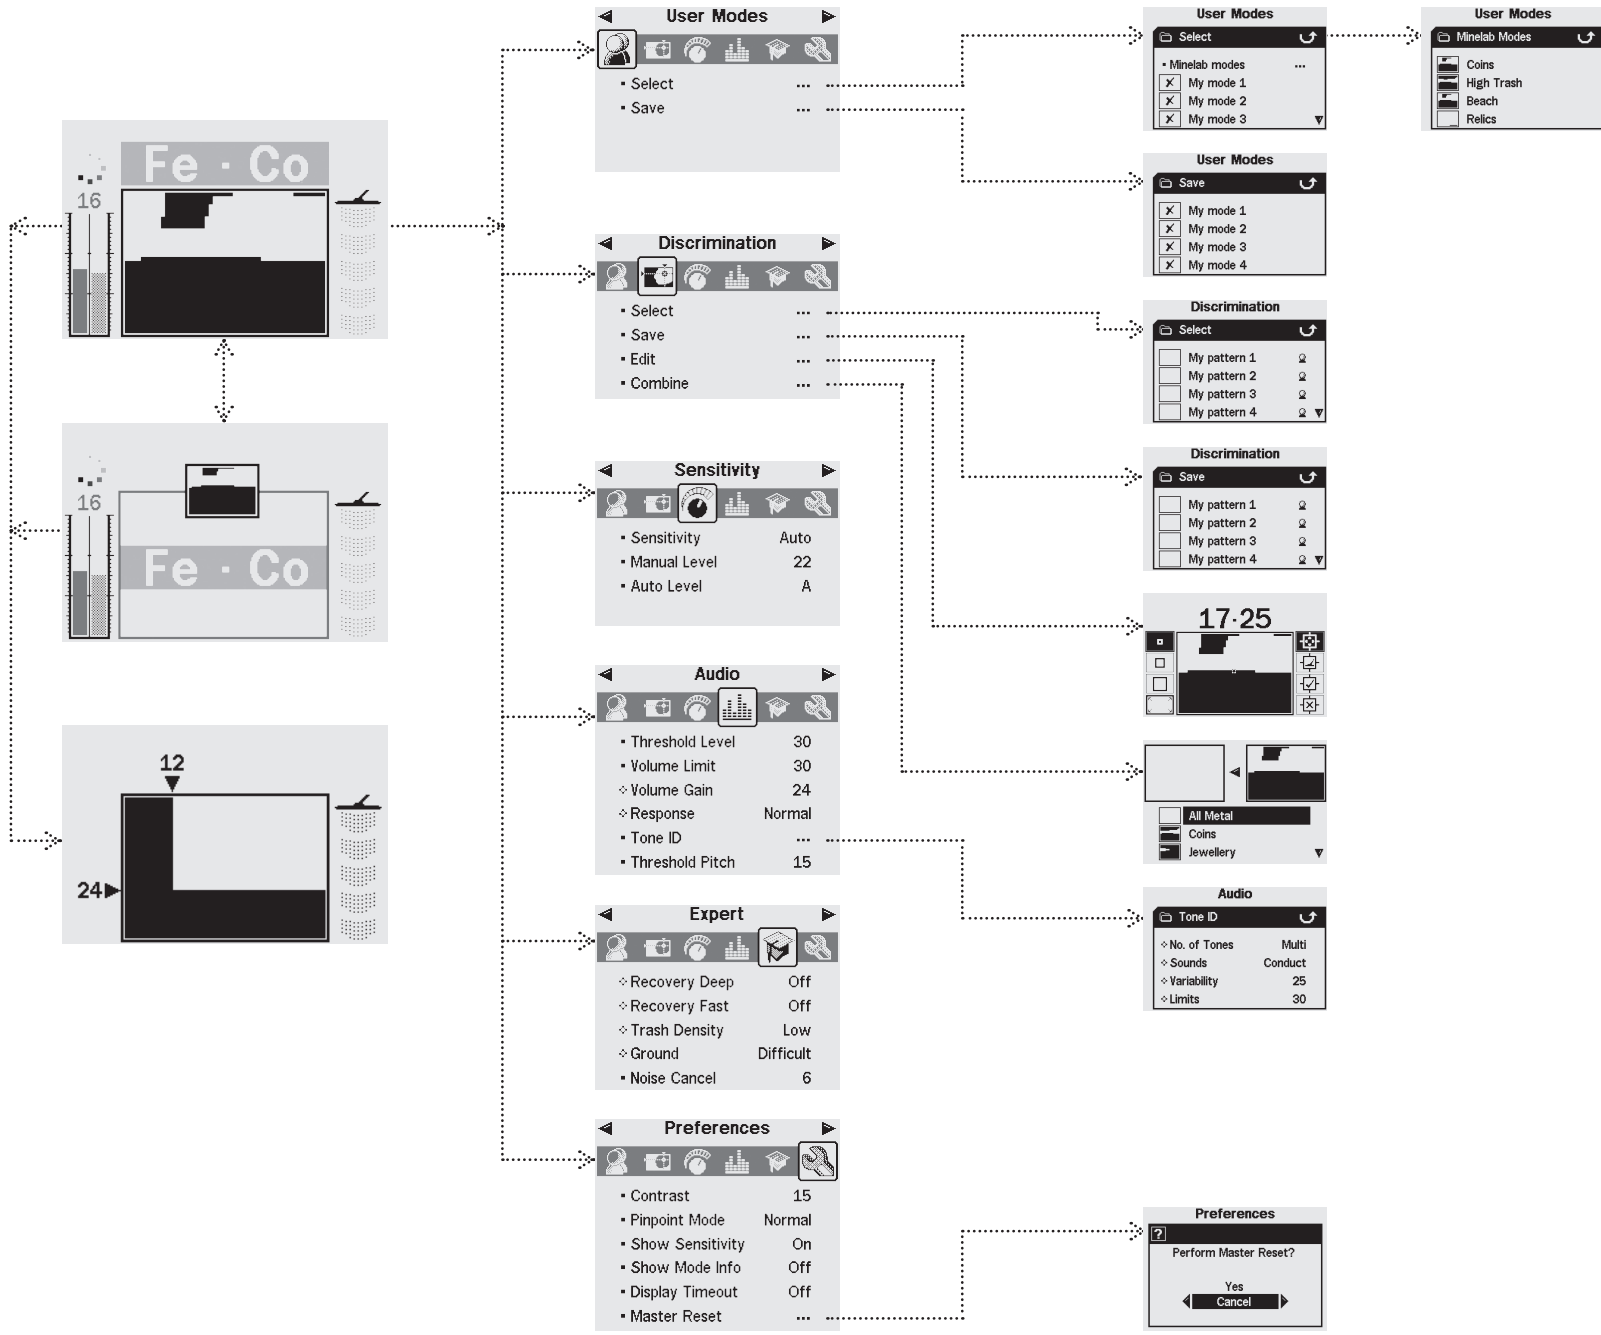 Fe · Co
16
Fe · Co
16
12
24
User Modes
Select ...
Save ...
Discrimination
Select ...
Save ...
Edit ...
Combine ...
Sensitivity
Sensitivity Auto
Manual Level 22
Auto Level A
Audio
Threshold Level 30
Volume Limit 30
Volume Gain 24
Response Normal
Tone ID ...
Threshold Pitch 15
Expert
Recovery Deep Off
Recovery Fast Off
Trash Density Low
Ground Difficult
Noise Cancel 6
Preferences
Contrast 15
Pinpoint Mode Normal
Show Sensitivity On
Show Mode Info Off
Display Timeout Off
Master Reset ...
User Modes
Select
Minelab modes ...
My mode 1
My mode 2
My mode 3
User Modes
Minelab Modes
Coins
High Trash
Beach
Relics
User Modes
Save
My mode 1
My mode 2
My mode 3
My mode 4
Discrimination
Select
My pattern 1
My pattern 2
My pattern 3
My pattern 4
Discrimination
Save
My pattern 1
My pattern 2
My pattern 3
My pattern 4
17·25
All Metal
Coins
Jewellery
Audio
Tone ID
No. of Tones Multi
Sounds Conduct
Variability 25
Limits 30
Preferences
?
Perform Master Reset?
Yes
Cancel